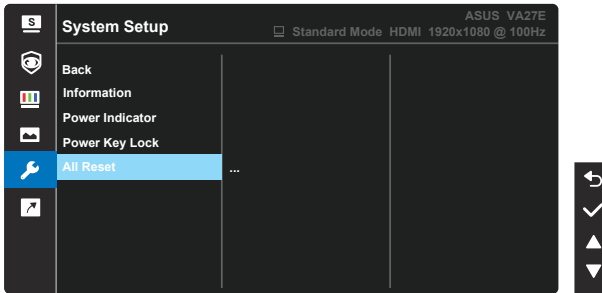 S
System Setup
ASUS VA27E
Standard Mode HDMI 1920x1080 @ 100Hz
Back
Information
Power Indicator
Power Key Lock
All Reset
...